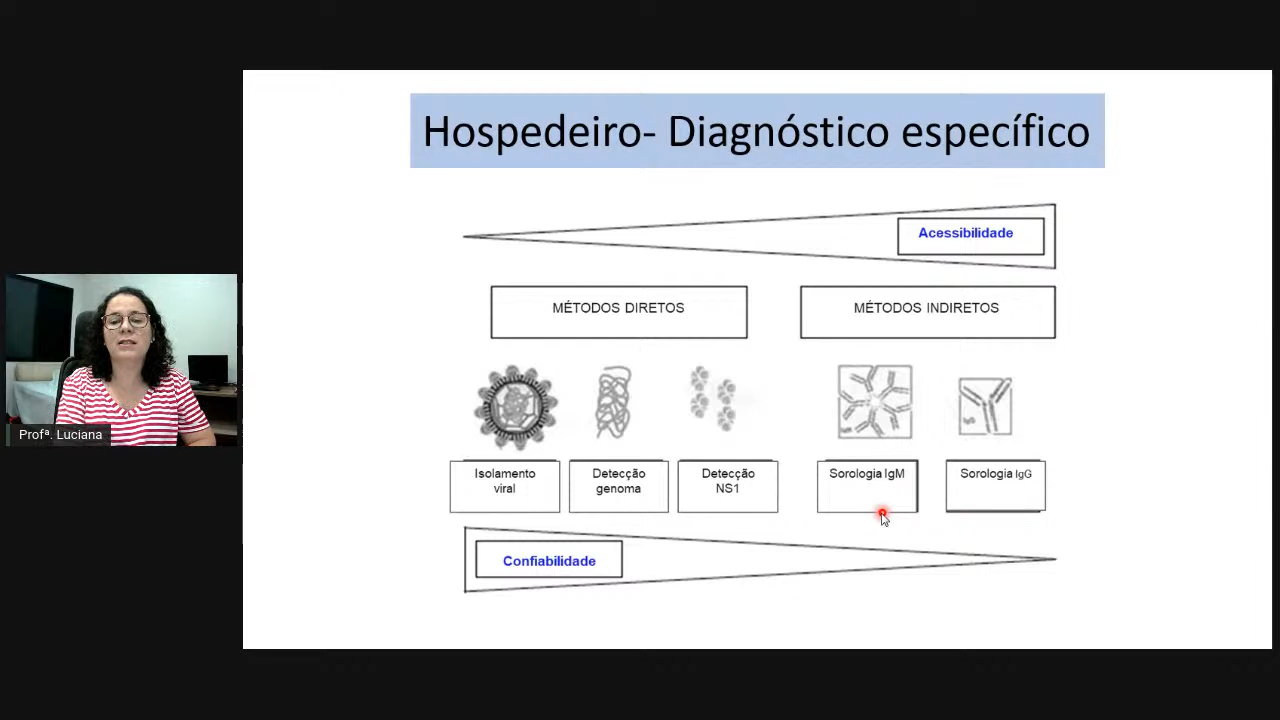 Hospedeiro- Diagnóstico específico
Acessibilidade
MÉTODOS DIRETOS
MÉTODOS INDIRETOS
Isolamento
viral
Detecção
genoma
Detecção
NS1
Sorologia IgM
Sorologia IgG
Confiabilidade
Profª. Luciana